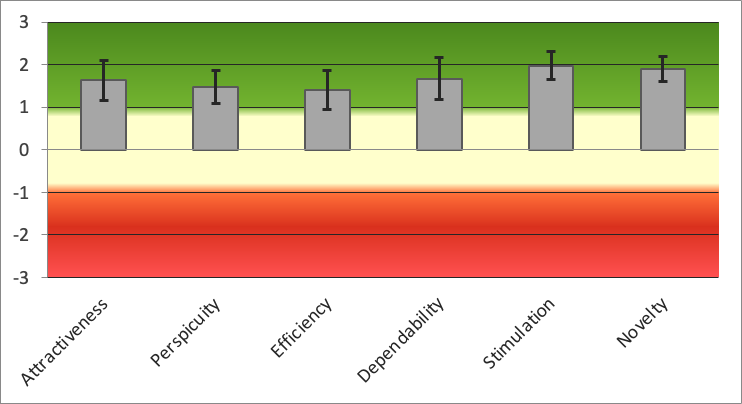 3
2
1
0
-1
-2
-3
Attractiveness
Perspicuity
Efficiency
Dependability
Stimulation
Novelty